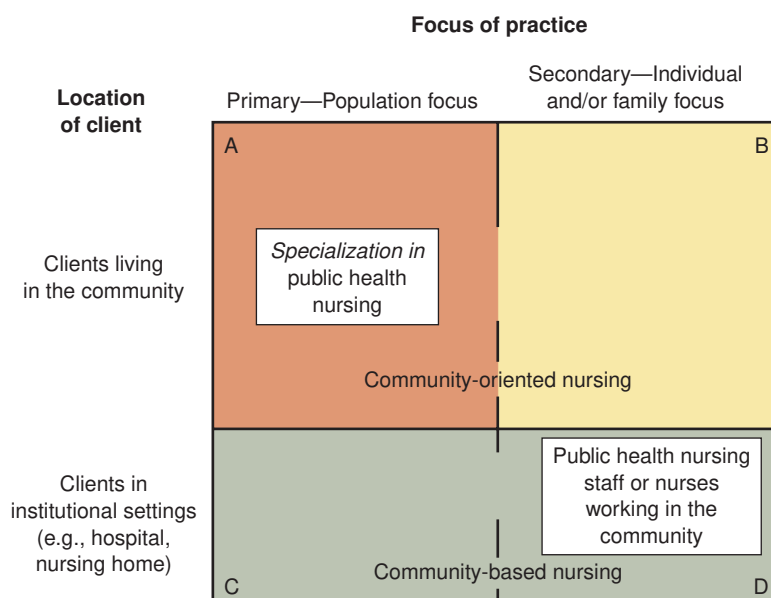 Focus of practice
Location
of client
Primary—Population focus
Secondary—Individual
and/or family focus
A
B
Clients living
in the community
Specialization in
public health
nursing
Community-oriented nursing
Clients in
institutional settings
(e.g., hospital,
nursing home)
Public health nursing
staff or nurses
working in the
community
Community-based nursing
C
D